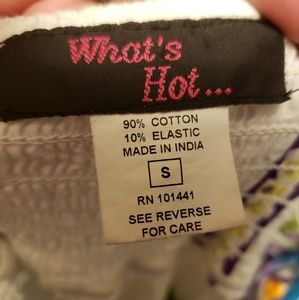 What's
Hot...
90% COTTON
10% ELASTIC
MADE IN INDIA
S
RN 101441
SEE REVERSE
FOR CARE